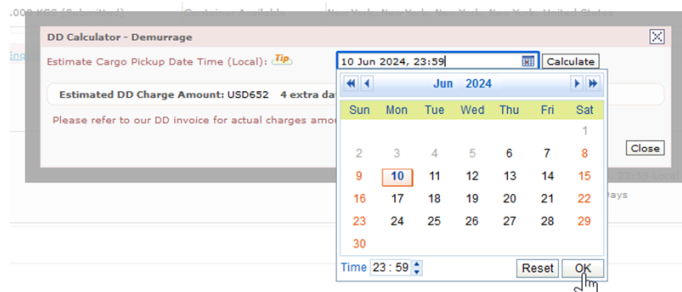 DD Calculator - Demurrage
Estimate Cargo Pickup Date Time (Local): Tip
10 Jun 2024, 23:59
Calculate
Estimated DD Charge Amount: USD652 4 extra da
Please refer to our DD invoice for actual charges amou
Close
Jun 2024
Sun Mon Tue Wed Thu Fri Sat
1
2 3 4 5 6 7 8
9 10 11 12 13 14 15
16 17 18 19 20 21 22
23 24 25 26 27 28 29
30
Time 23 : 59
Reset
OK